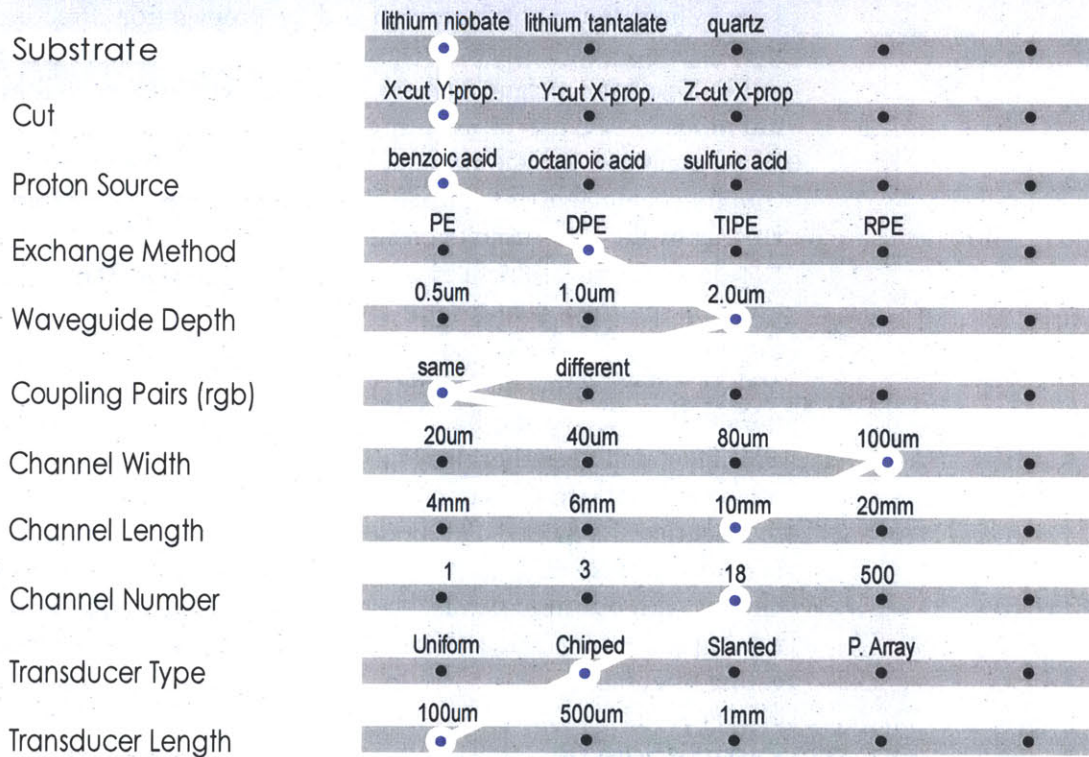 lithium niobate lithium tantalate quartz
Substrate
X-cut Y-prop. Y-cut X-prop. Z-cut X-prop
Cut
benzoic acid octanoic acid sulfuric acid
Proton Source
PE DPE TIPE RPE
Exchange Method
0.5um 1.0um 2.0um
Waveguide Depth
same different
Coupling Pairs (rgb)
20um 40um 80um 100um
Channel Width
4mm 6mm 10mm 20mm
Channel Length
1 3 18 500
Channel Number
Uniform Chirped Slanted P. Array
Transducer Type
100um 500um 1mm
Transducer Length